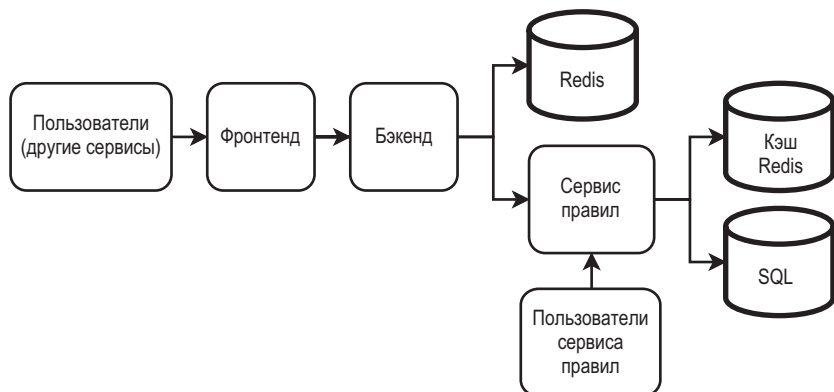 Пользователи
(другие сервисы)
Фронтенд
Бэкенд
Redis
Сервис
правил
Кэш
Redis
SQL
Пользователи
сервиса
правил